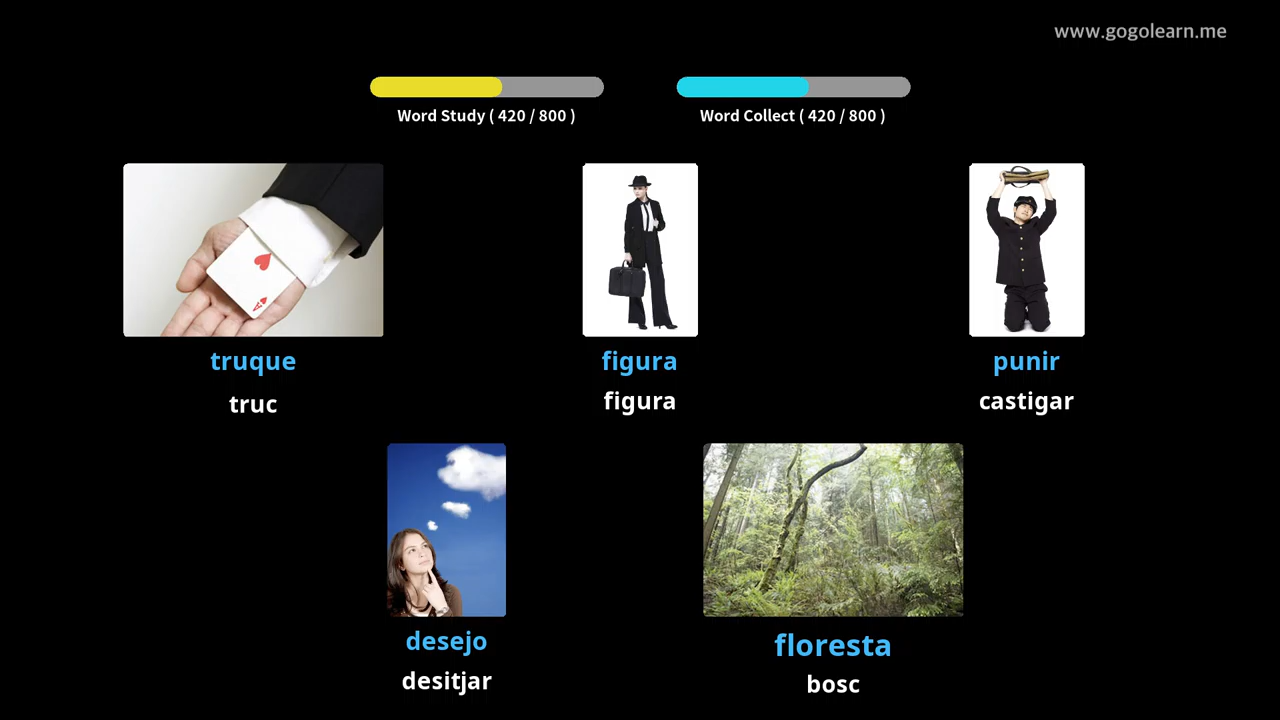 www.gogolearn.me
Word Study ( 420 / 800 )
Word Collect ( 420 / 800 )
truque
truc
figura
figura
punir
castigar
desejo
desitjar
floresta
bosc